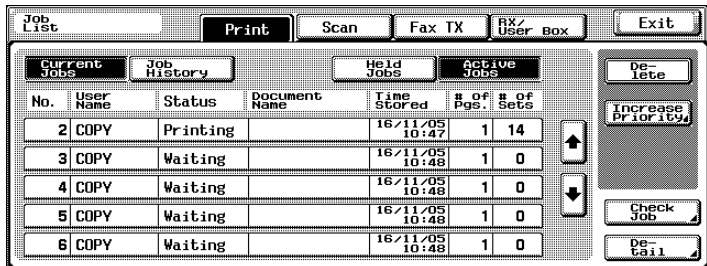 Job List
Print
Scan
Fax TX
RX/ User Box
Exit
Current Jobs
Job History
Held Jobs
Active Jobs
De- lete
No.
User Name
Status
Document Name
Time Stored
# of Pgs.
# of Sets
Increase Priority
2 COPY Printing 16/11/05 10:47 1 14
3 COPY Waiting 16/11/05 10:48 1 0
4 COPY Waiting 16/11/05 10:48 1 0
5 COPY Waiting 16/11/05 10:48 1 0
Check Job
6 COPY Waiting 16/11/05 10:48 1 0
De- tail